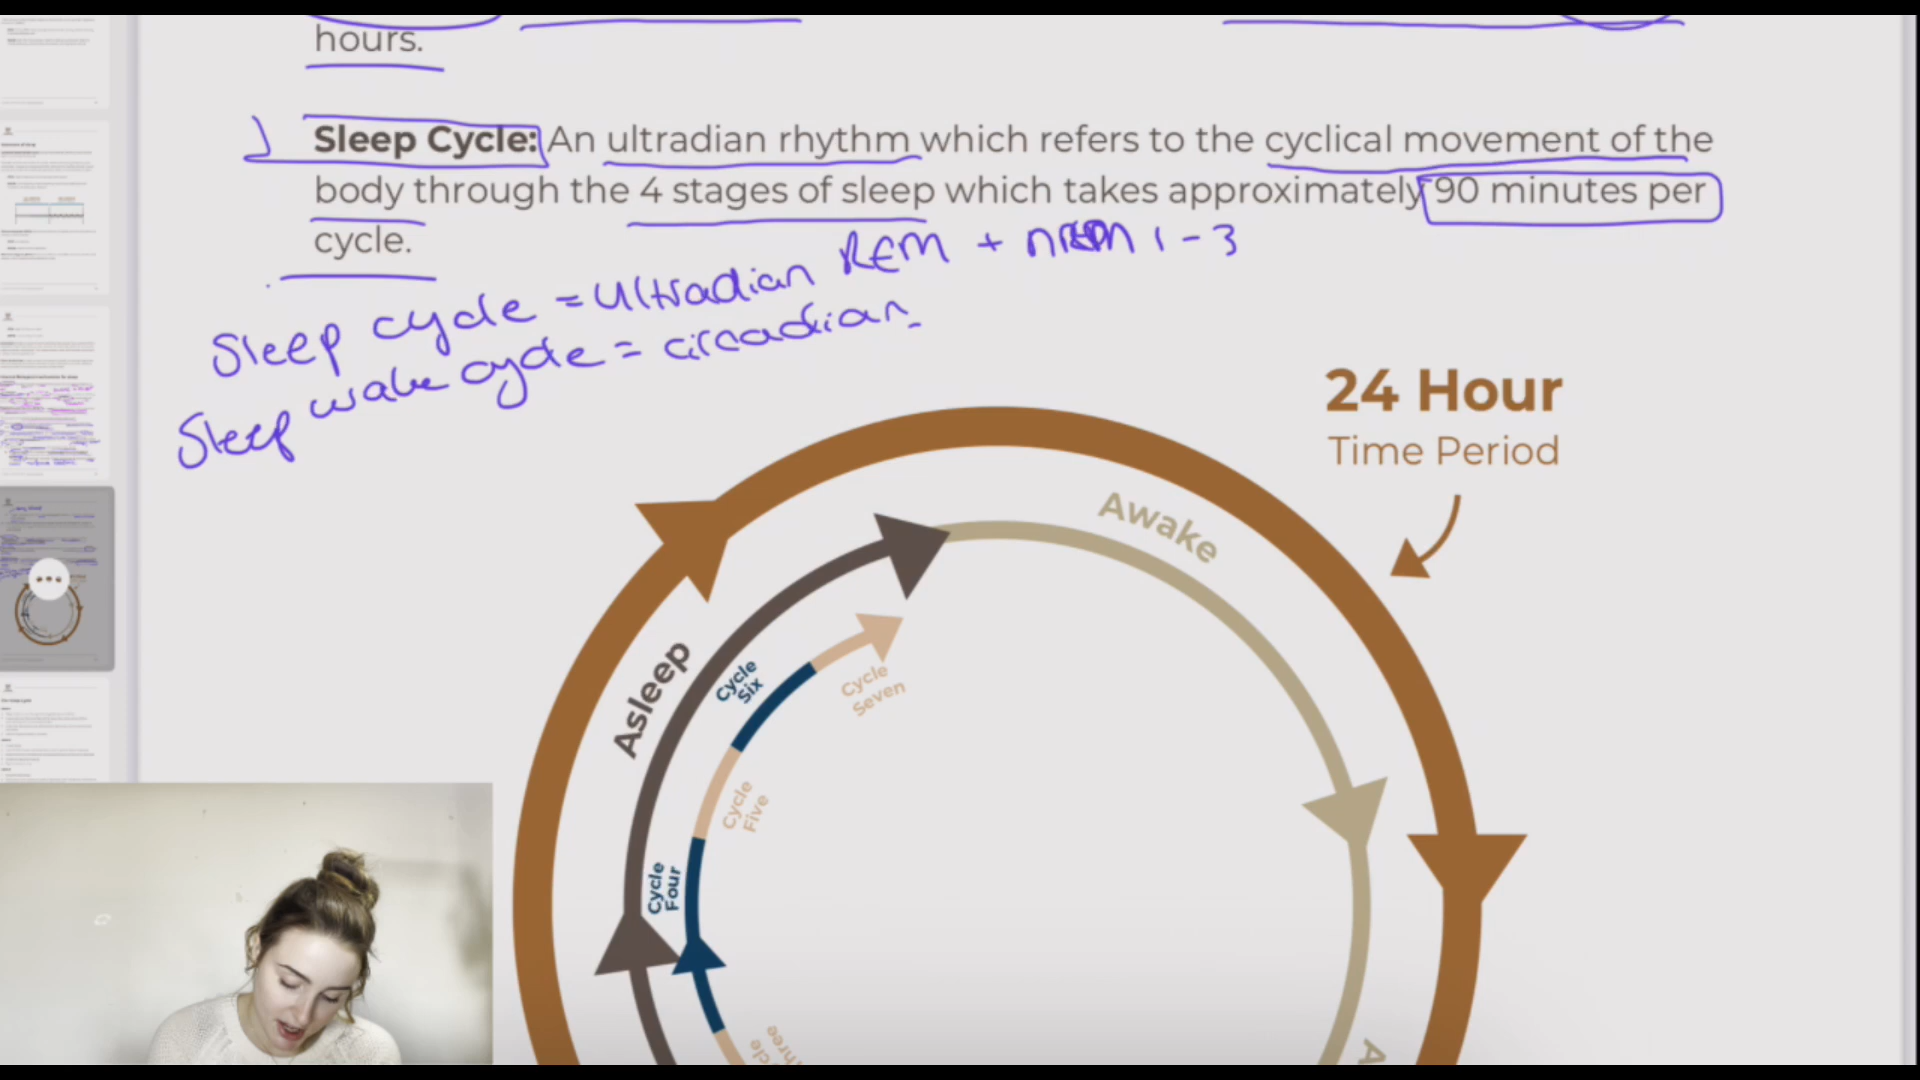 hours.
Sleep Cycle: An ultradian rhythm which refers to the cyclical movement of the
body through the 4 stages of sleep which takes approximately 90 minutes per
cycle.
REM + NREM 1 - 3
Sleep cycle = ultradian
Sleep wake cycle = circadian
24 Hour
Time Period
Awake
Asleep
Cycle
Six
Cycle
Seven
Cycle
Five
Cycle
Four